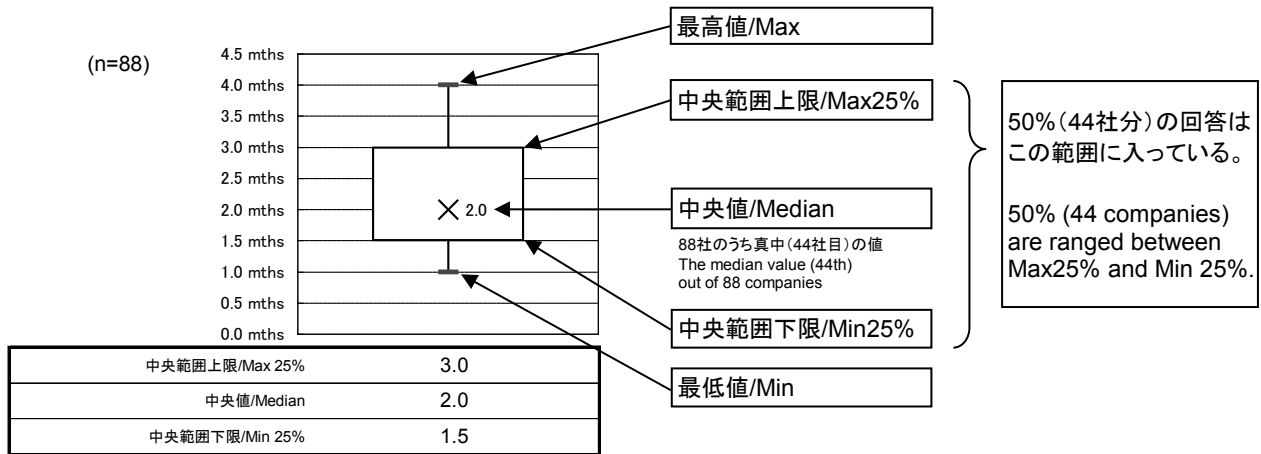 (n=88)
4.5 mths
4.0 mths
3.5 mths
3.0 mths
2.5 mths
2.0 mths
1.5 mths
1.0 mths
0.5 mths
0.0 mths
2.0
最高値/Max
中央範囲上限/Max25%
中央値/Median
88社のうち真中(44社目)の値
The median value (44th)
out of 88 companies
中央範囲下限/Min25%
最低値/Min
50%(44社分)の回答は
この範囲に入っている。
50% (44 companies)
are ranged between
Max25% and Min 25%.
中央範囲上限/Max 25% 3.0
中央値/Median 2.0
中央範囲下限/Min 25% 1.5